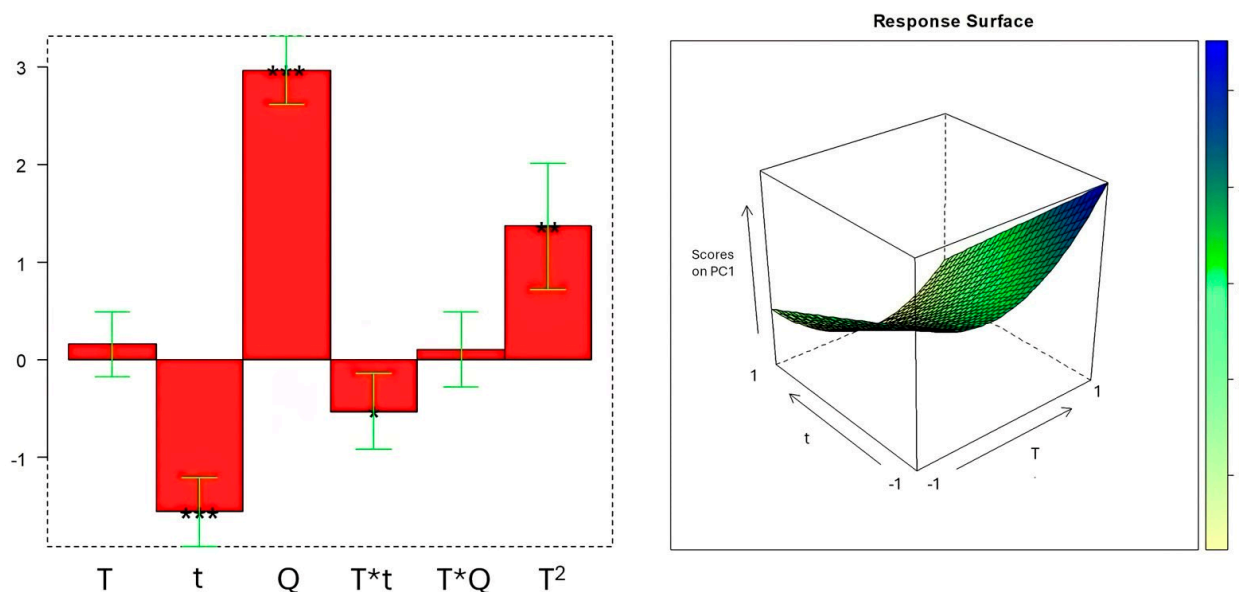 3
2
1
0
-1
***
***
*
**
T
t
Q
T*t
T*Q
T²
Response Surface
Scores
on PC1
1
t
-1
-1
T
1